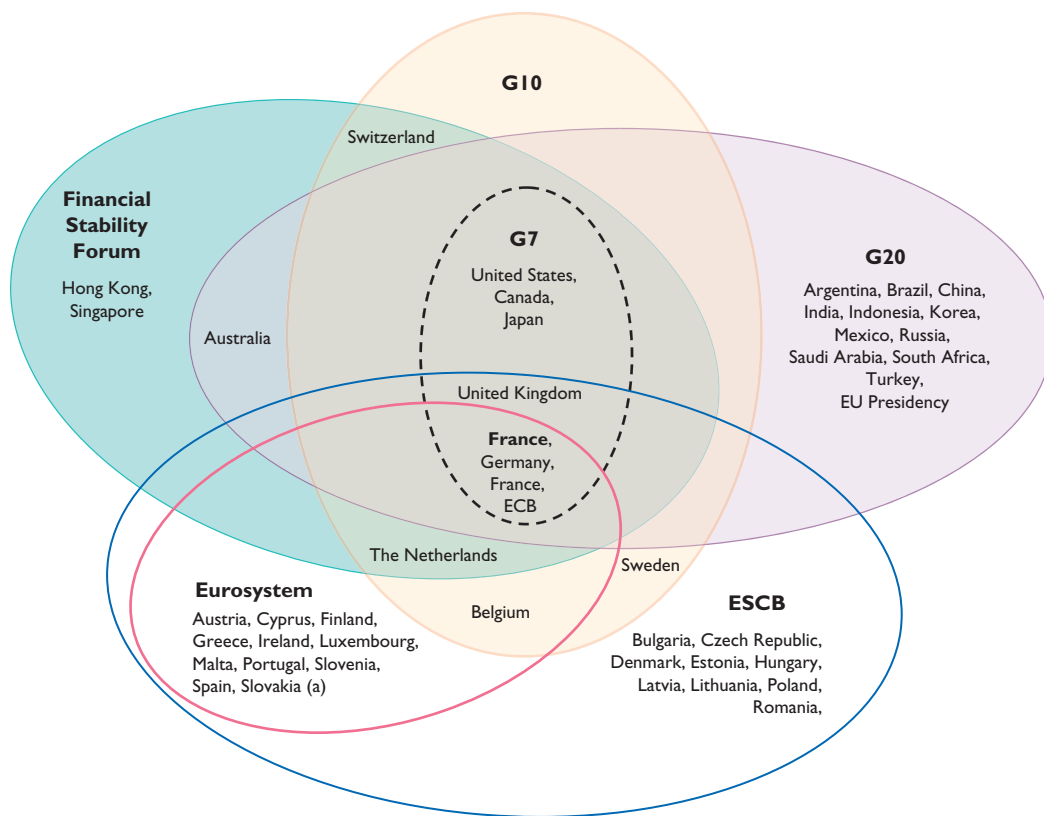 G10
Switzerland
Financial
Stability
Forum
Hong Kong,
Singapore
G7
United States,
Canada,
Japan
G20
Argentina, Brazil, China,
India, Indonesia, Korea,
Mexico, Russia,
Saudi Arabia, South Africa,
Turkey,
EU Presidency
Australia
United Kingdom
France,
Germany,
France,
ECB
The Netherlands
Sweden
Eurosystem
Austria, Cyprus, Finland,
Greece, Ireland, Luxembourg,
Malta, Portugal, Slovenia,
Spain, Slovakia (a)
Belgium
ESCB
Bulgaria, Czech Republic,
Denmark, Estonia, Hungary,
Latvia, Lithuania, Poland,
Romania,